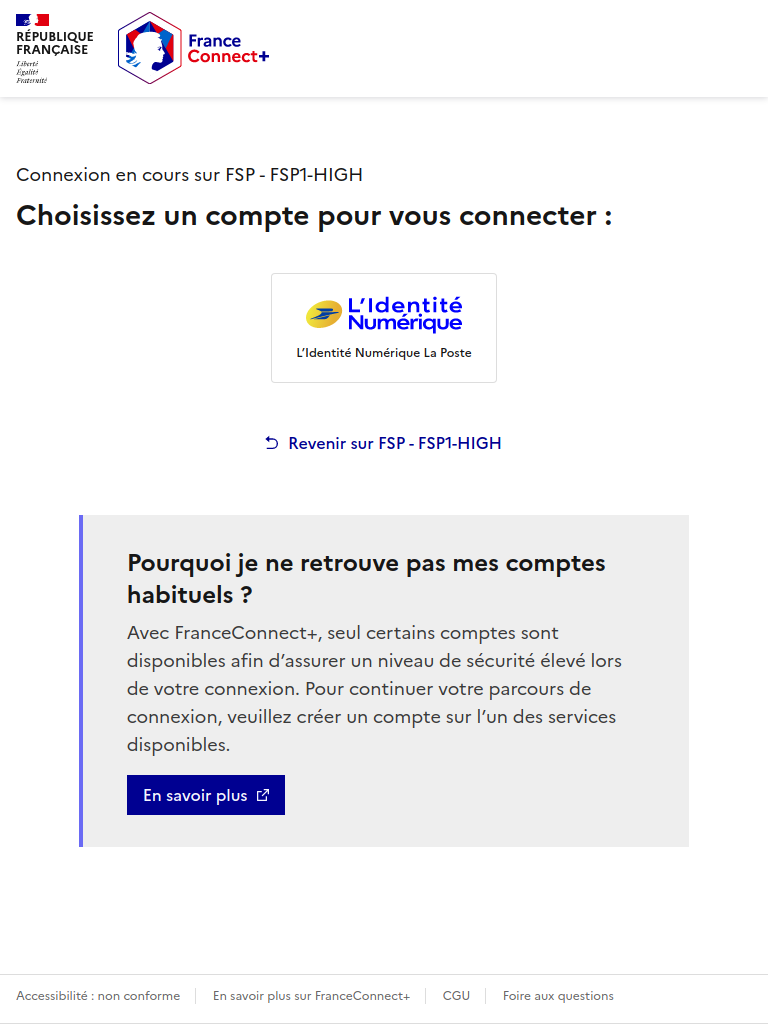 RÉPUBLIQUE
FRANÇAISE
Liberté
Égalité
Fraternité
France
Connect+
Connexion en cours sur FSP - FSP1-HIGH
Choisissez un compte pour vous connecter :
L’Identité
Numérique
L’Identité Numérique La Poste
Revenir sur FSP - FSP1-HIGH
Pourquoi je ne retrouve pas mes comptes
habituels ?
Avec FranceConnect+, seul certains comptes sont
disponibles afin d’assurer un niveau de sécurité élevé lors
de votre connexion. Pour continuer votre parcours de
connexion, veuillez créer un compte sur l’un des services
disponibles.
En savoir plus
Accessibilité : non conforme
En savoir plus sur FranceConnect+
CGU
Foire aux questions